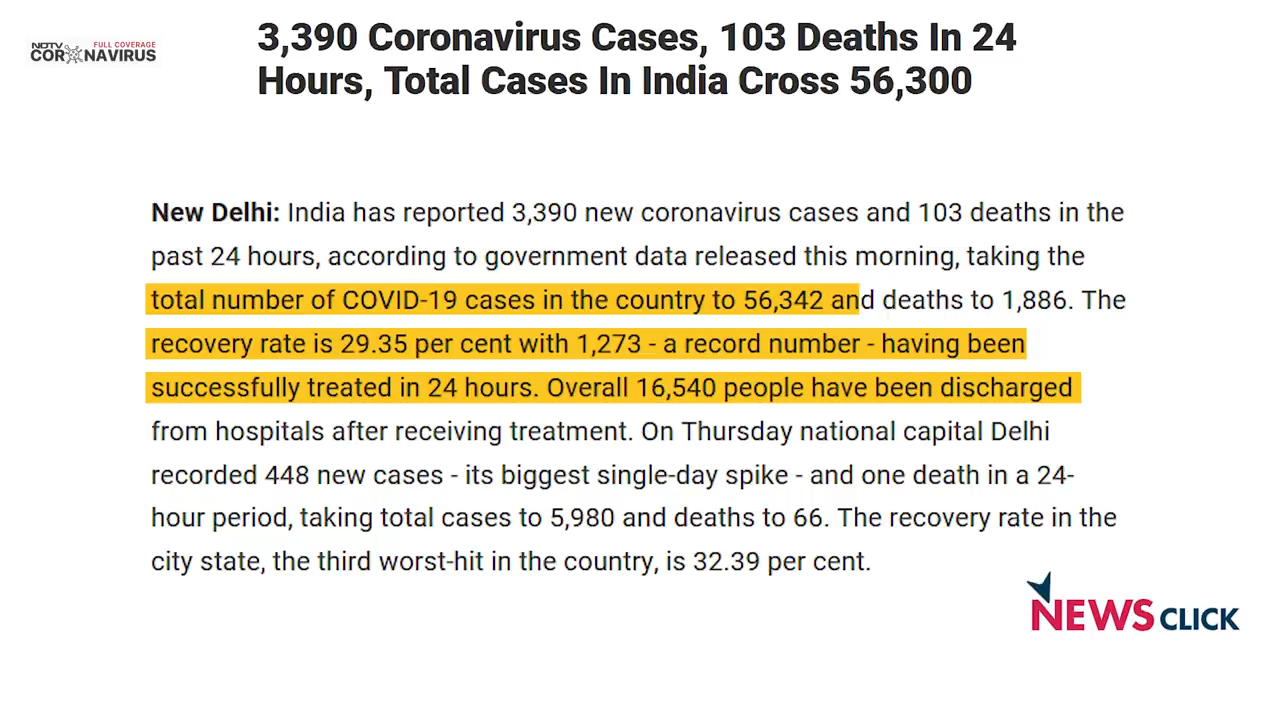 NDTV FULL COVERAGE
CORONAVIRUS
3,390 Coronavirus Cases, 103 Deaths In 24
Hours, Total Cases In India Cross 56,300
New Delhi: India has reported 3,390 new coronavirus cases and 103 deaths in the
past 24 hours, according to government data released this morning, taking the
total number of COVID-19 cases in the country to 56,342 and deaths to 1,886. The
recovery rate is 29.35 per cent with 1,273 - a record number - having been
successfully treated in 24 hours. Overall 16,540 people have been discharged
from hospitals after receiving treatment. On Thursday national capital Delhi
recorded 448 new cases - its biggest single-day spike - and one death in a 24-
hour period, taking total cases to 5,980 and deaths to 66. The recovery rate in the
city state, the third worst-hit in the country, is 32.39 per cent.
NEWSCLICK